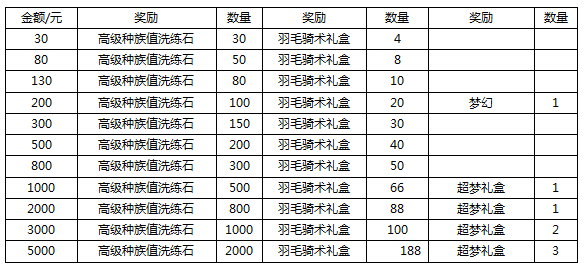 金额/元 奖励 数量 奖励 数量 奖励 数量
30 高级种族值洗练石 30 羽毛骑术礼盒 4
80 高级种族值洗练石 50 羽毛骑术礼盒 8
130 高级种族值洗练石 80 羽毛骑术礼盒 10
200 高级种族值洗练石 100 羽毛骑术礼盒 20 梦幻 1
300 高级种族值洗练石 150 羽毛骑术礼盒 30
500 高级种族值洗练石 200 羽毛骑术礼盒 40
800 高级种族值洗练石 300 羽毛骑术礼盒 50
1000 高级种族值洗练石 500 羽毛骑术礼盒 66 超梦礼盒 1
2000 高级种族值洗练石 800 羽毛骑术礼盒 88 超梦礼盒 1
3000 高级种族值洗练石 1000 羽毛骑术礼盒 100 超梦礼盒 2
5000 高级种族值洗练石 2000 羽毛骑术礼盒 188 超梦礼盒 3